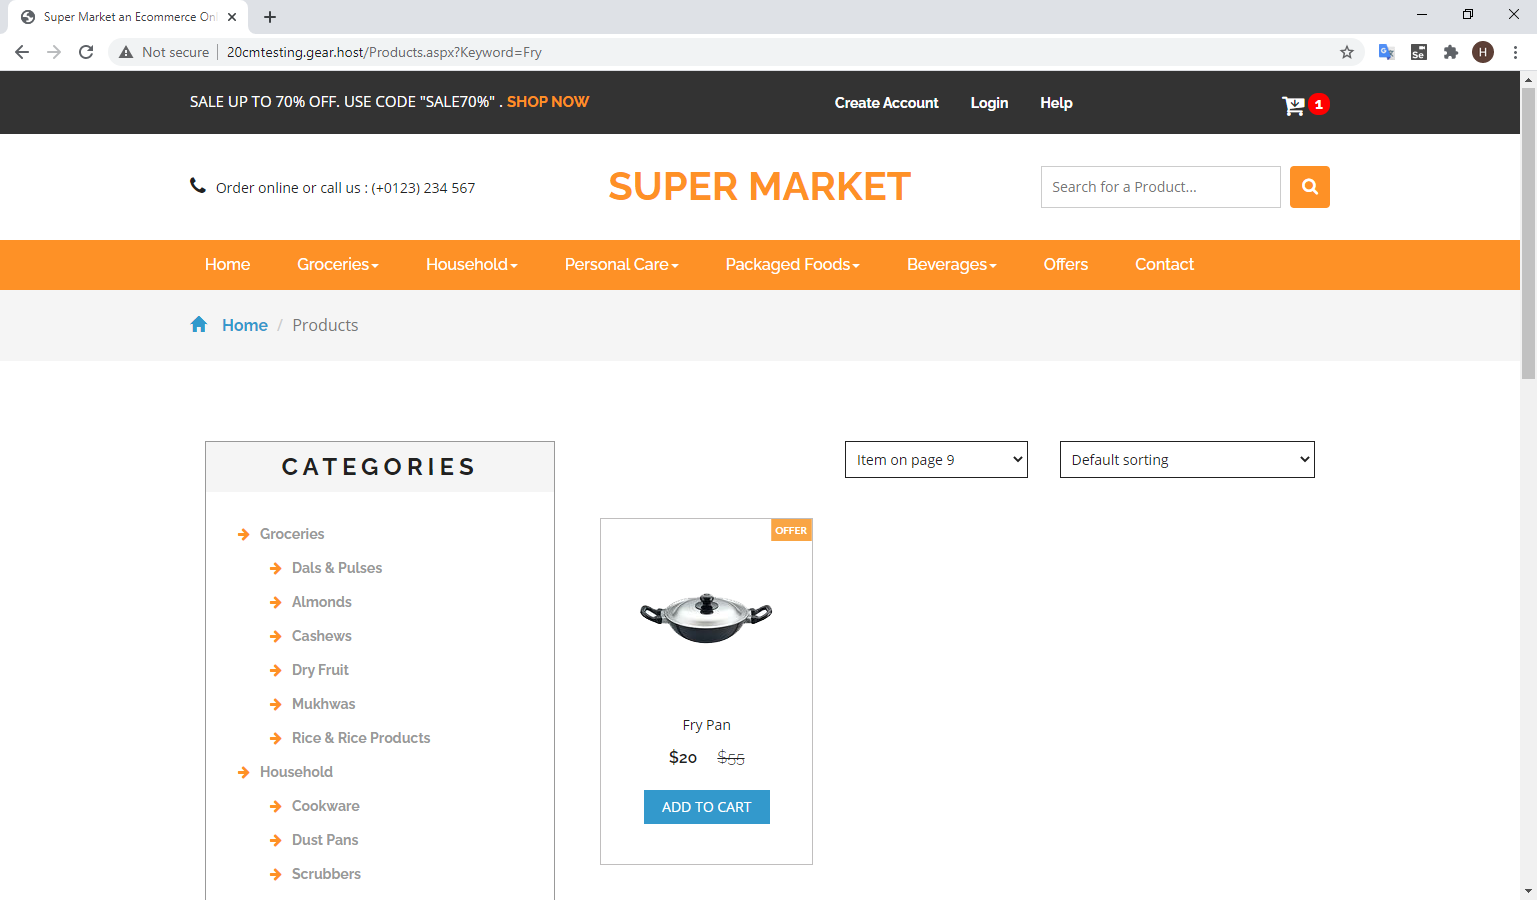 Super Market an Ecommerce Onl
Not secure
20cmtesting.gear.host/Products.aspx?Keyword=Fry
Se
H
SALE UP TO 70% OFF. USE CODE "SALE70%" . SHOP NOW
Create Account
Login
Help
1
Order online or call us : (+0123) 234 567
SUPER MARKET
Search for a Product...
Home
Groceries
Household
Personal Care
Packaged Foods
Beverages
Offers
Contact
Home / Products
CATEGORIES
Item on page 9
Default sorting
Groceries
Dals & Pulses
Almonds
Cashews
Dry Fruit
Mukhwas
Rice & Rice Products
Household
Cookware
Dust Pans
Scrubbers
OFFER
Fry Pan
$20 $55
ADD TO CART